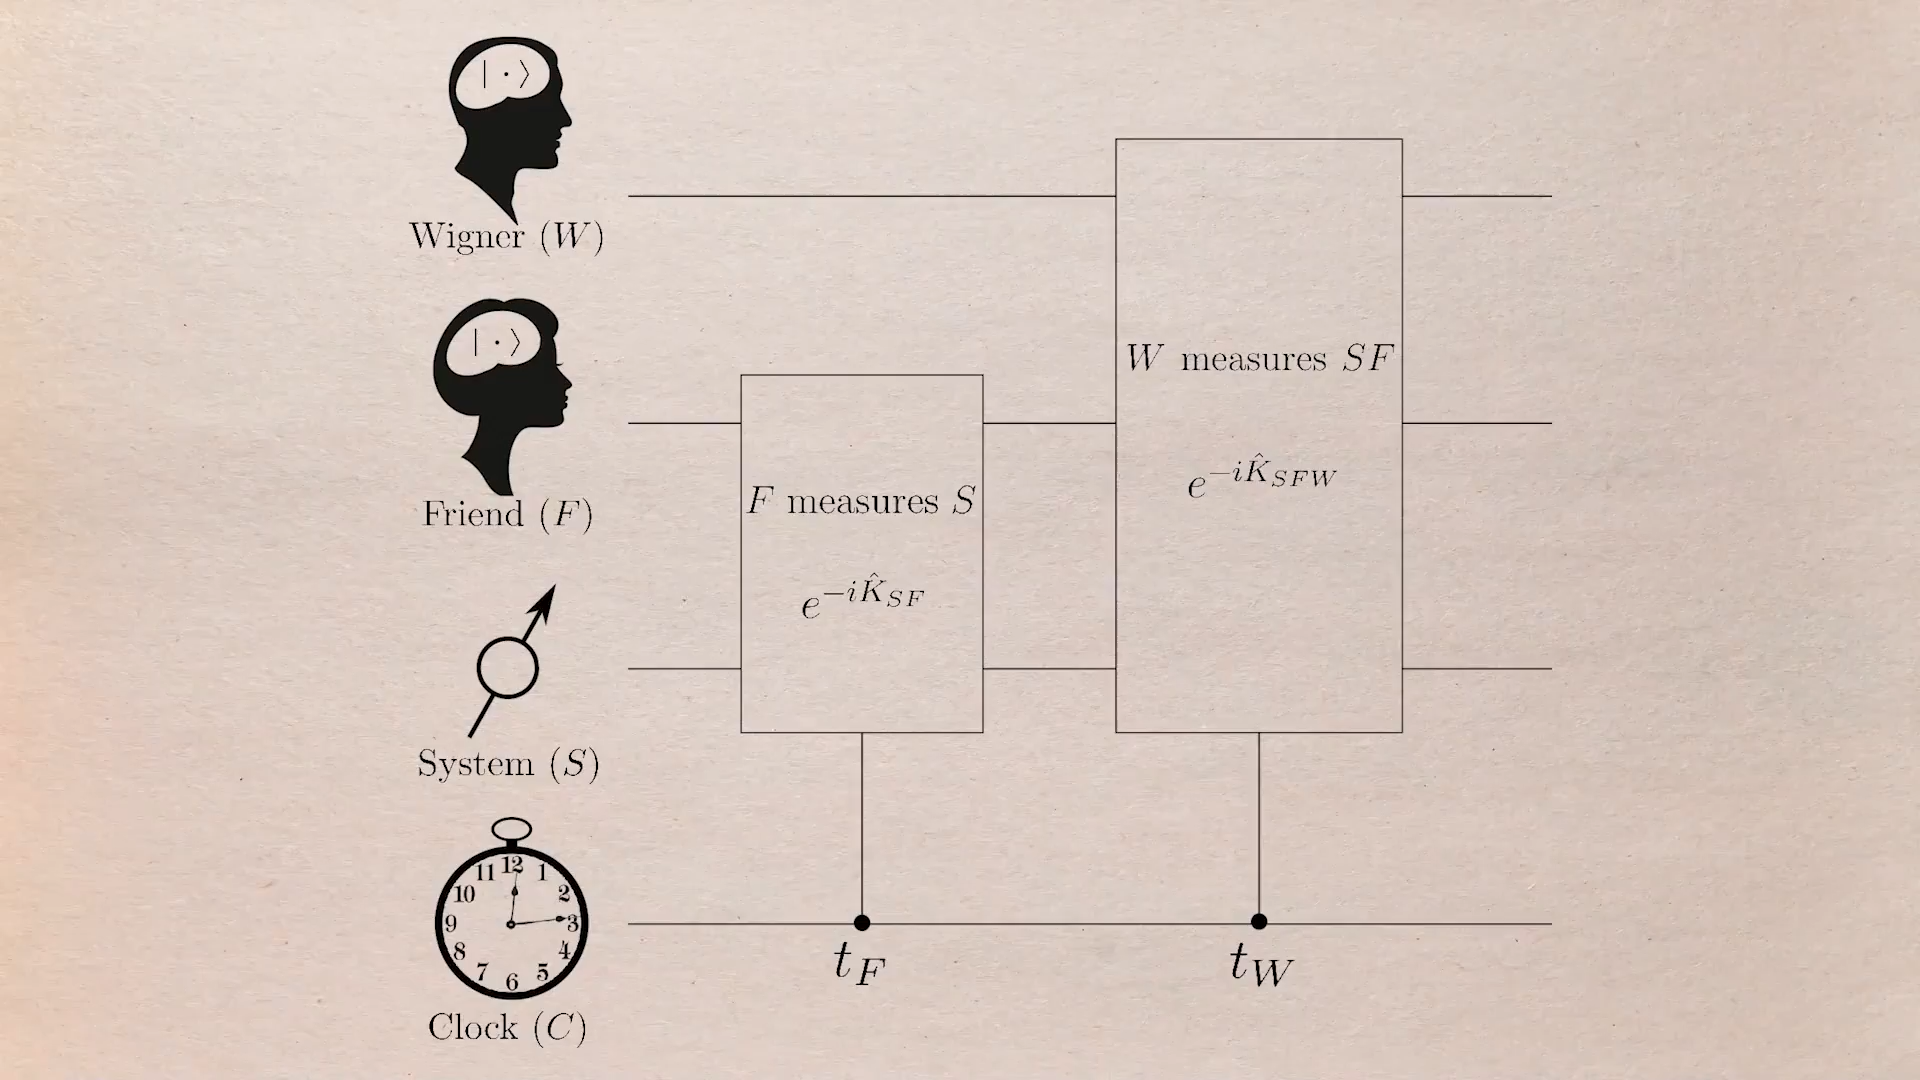 | · ⟩
Wigner (W)
| · ⟩
Friend (F)
System (S)
12
1
2
3
4
5
6
7
8
9
10
11
Clock (C)
F measures S
e^{-iK̂_{SF}}
W measures SF
e^{-iK̂_{SFW}}
t_F
t_W